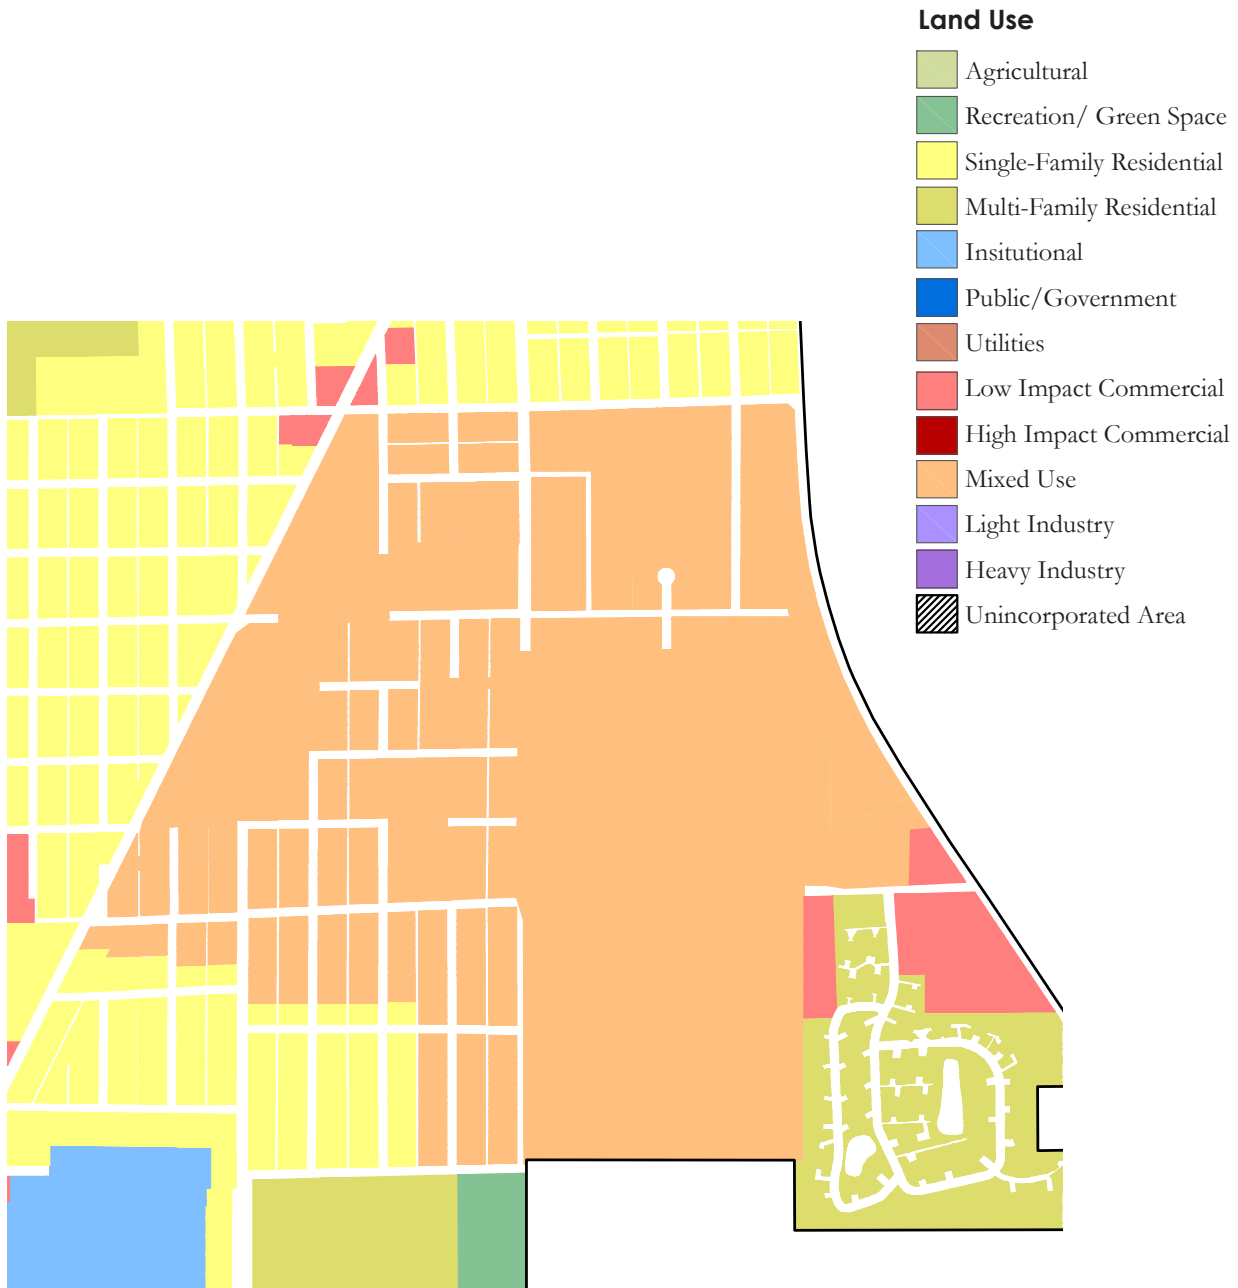 Land Use
Agricultural
Recreation/ Green Space
Single-Family Residential
Multi-Family Residential
Insitutional
Public/Government
Utilities
Low Impact Commercial
High Impact Commercial
Mixed Use
Light Industry
Heavy Industry
Unincorporated Area